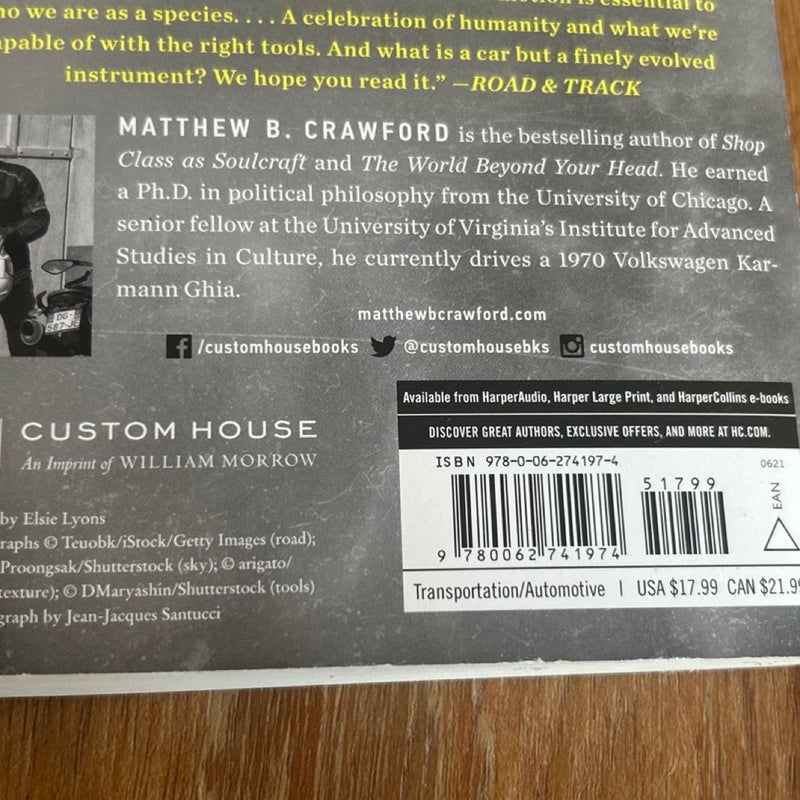 is essential to
no we are as a species. . . . A celebration of humanity and what we're
apable of with the right tools. And what is a car but a finely evolved
instrument? We hope you read it.” —ROAD & TRACK
MATTHEW B. CRAWFORD is the bestselling author of Shop
Class as Soulcraft and The World Beyond Your Head. He earned
a Ph.D. in political philosophy from the University of Chicago. A
senior fellow at the University of Virginia's Institute for Advanced
Studies in Culture, he currently drives a 1970 Volkswagen Kar-
mann Ghia.
DG-
587-JE
matthewbcrawford.com
/customhousebooks @customhousebks customhousebooks
CUSTOM HOUSE
An Imprint of WILLIAM MORROW
by Elsie Lyons
raphs © Teuobk/iStock/Getty Images (road);
Proongsak/Shutterstock (sky); © arigato/
texture); © DMaryashin/Shutterstock (tools)
graph by Jean-Jacques Santucci
Available from HarperAudio, Harper Large Print, and HarperCollins e-books
DISCOVER GREAT AUTHORS, EXCLUSIVE OFFERS, AND MORE AT HC.COM.
ISBN 978-0-06-274197-4
0621
51799
EAN
9 780062 741974
Transportation/Automotive | USA $17.99 CAN $21.99